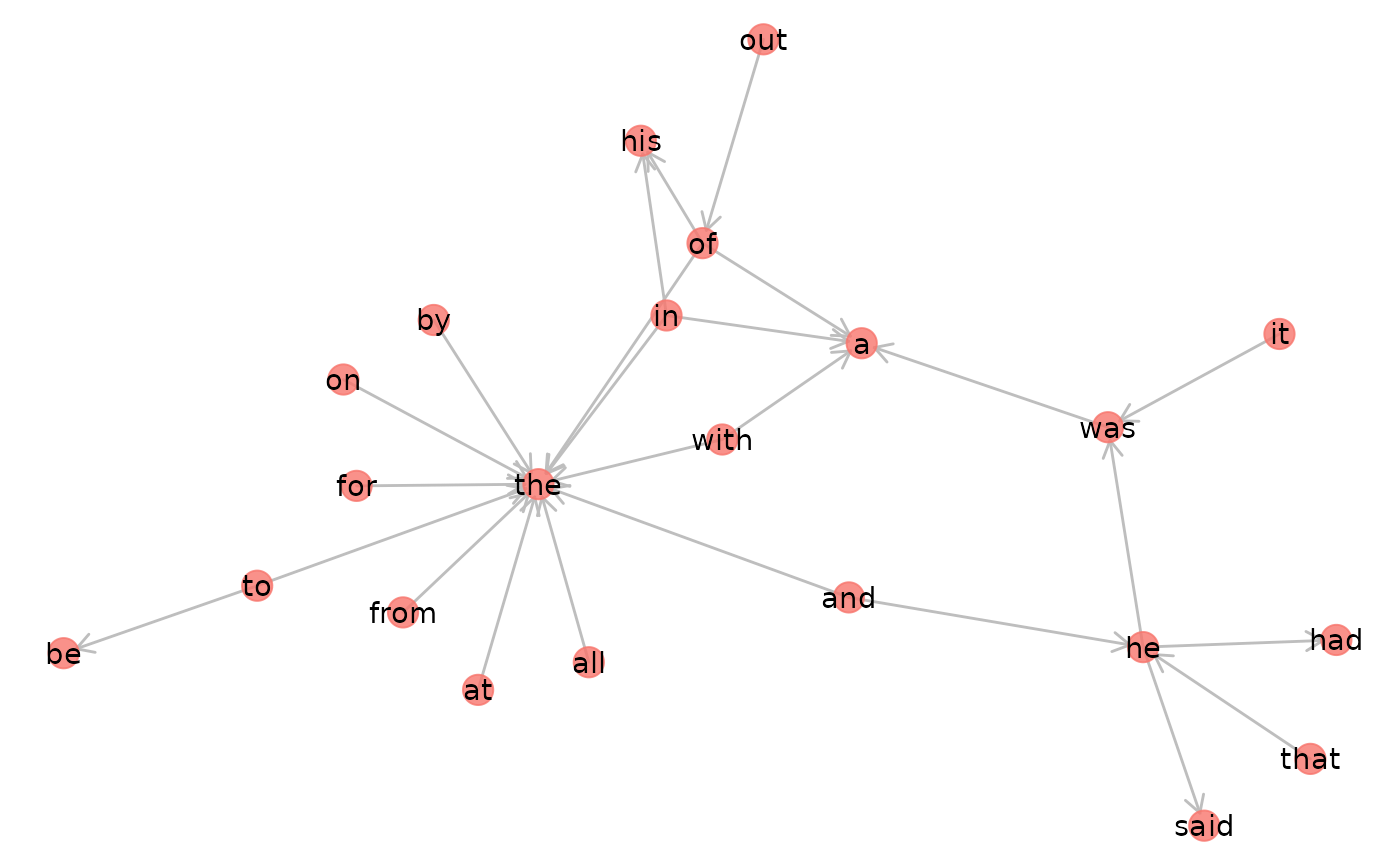 out
his
of
in
by
a
it
on
was
with
the
for
to
and
from
he
had
be
all
at
that
said